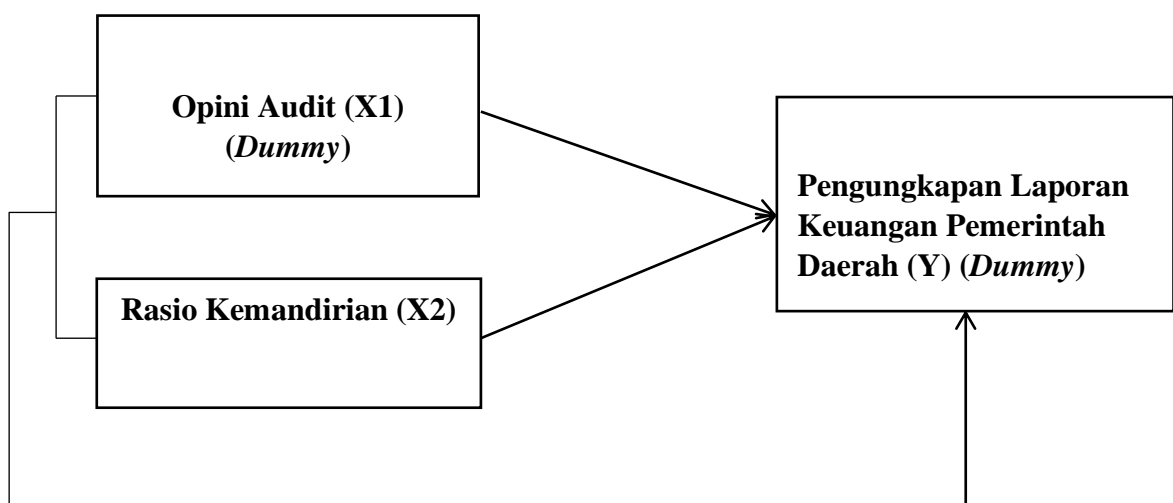 Opini Audit (X1)
(Dummy)
Pengungkapan Laporan
Keuangan Pemerintah
Daerah (Y) (Dummy)
Rasio Kemandirian (X2)